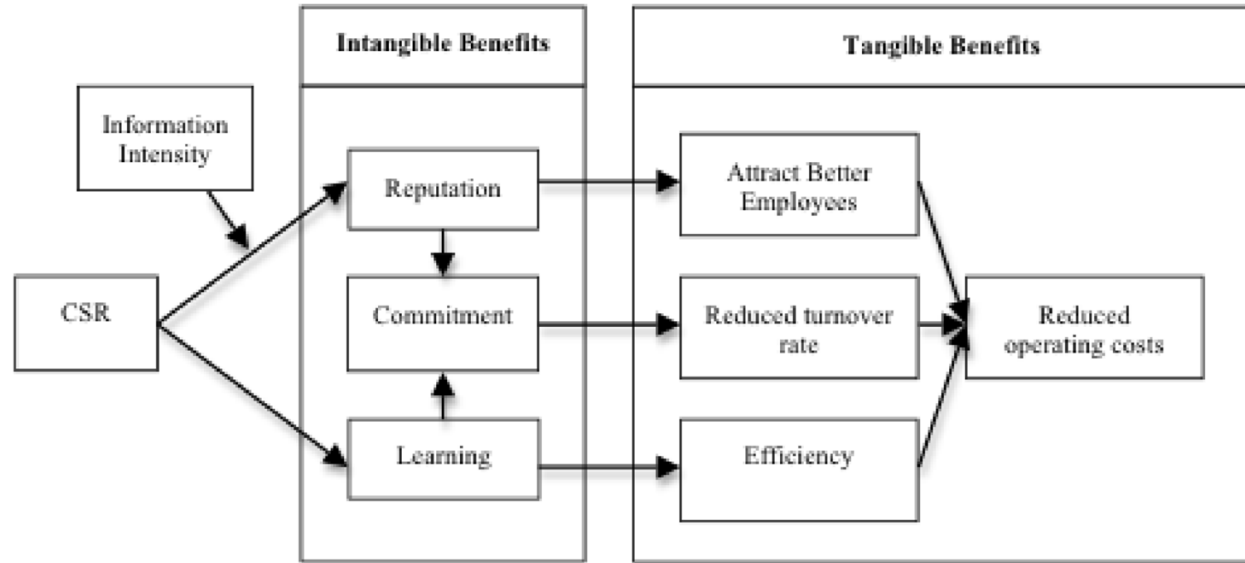 Intangible Benefits
Tangible Benefits
Information
Intensity
CSR
Reputation
Commitment
Learning
Attract Better
Employees
Reduced turnover
rate
Efficiency
Reduced
operating costs